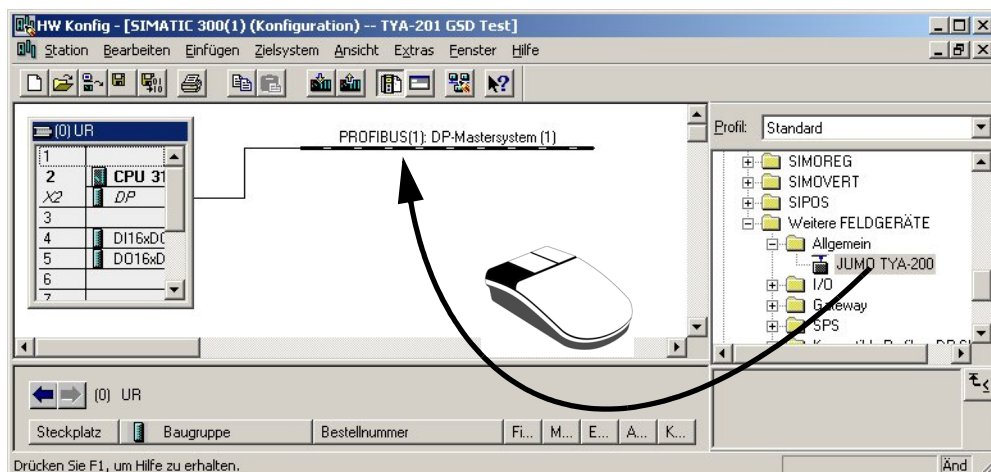 HW Konfig - [SIMATIC 300(1) (Konfiguration) -- TYA-201 GSD Test]
Station Bearbeiten Einfügen Zielsystem Ansicht Extras Fenster Hilfe
(0) UR
1
2 CPU 31
X2 DP
3
4 DI16xDO
5 DO16xD
6
7
PROFIBUS(1): DP-Mastersystem (1)
Profil: Standard
SIMOREG
SIMOVERT
SIPOS
Weitere FELDGERÄTE
Allgemein
JUMO TYA-200
I/O
Gateway
SPS
(0) UR
Steckplatz Baugruppe Bestellnummer Fi... M... E... A... K...
Drücken Sie F1, um Hilfe zu erhalten.
Änd